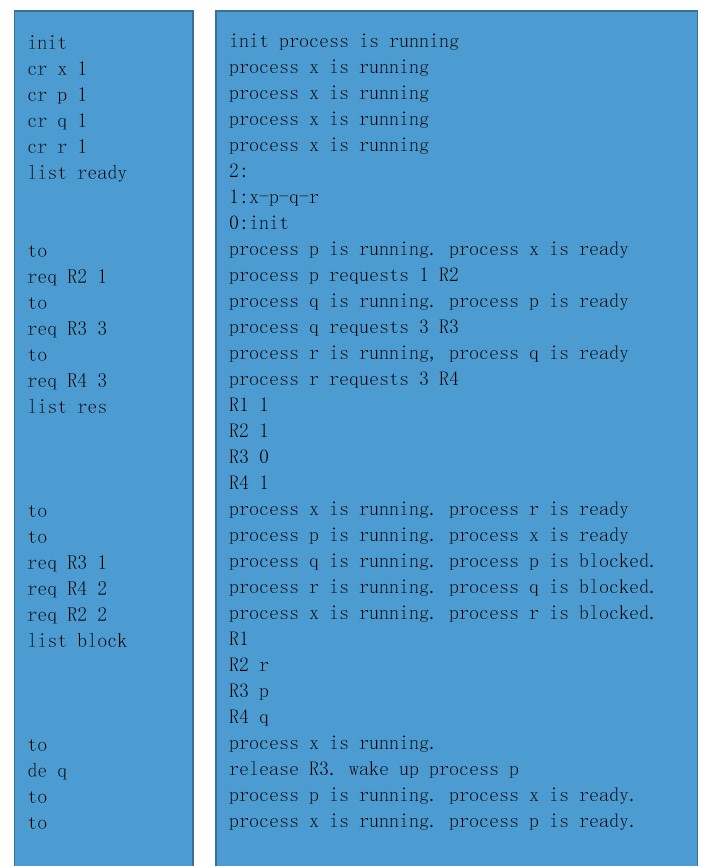 init
cr x 1
cr p 1
cr q 1
cr r 1
list ready
to
req R2 1
to
req R3 3
to
req R4 3
list res
to
to
req R3 1
req R4 2
req R2 2
list block
to
de q
to
to
init process is running
process x is running
process x is running
process x is running
process x is running
2:
1:x-p-q-r
0:init
process p is running. process x is ready
process p requests 1 R2
process q is running. process p is ready
process q requests 3 R3
process r is running, process q is ready
process r requests 3 R4
R1 1
R2 1
R3 0
R4 1
process x is running. process r is ready
process p is running. process x is ready
process q is running. process p is blocked.
process r is running. process q is blocked.
process x is running. process r is blocked.
R1
R2 r
R3 p
R4 q
process x is running.
release R3. wake up process p
process p is running. process x is ready.
process x is running. process p is ready.